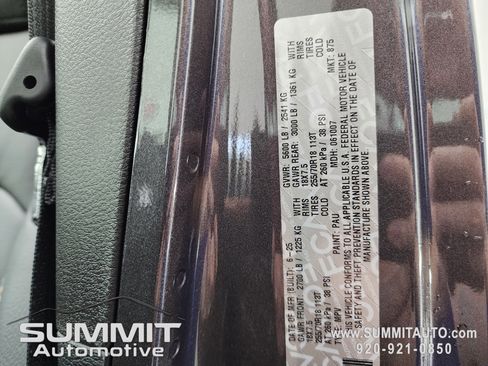 DATE OF MFR (BUILT): 6-25 GVWR: 5600 LB / 2541 KG
GAWR FRONT: 2700 LB / 1225 KG WITH GAWR REAR: 3000 LB / 1361 KG WITH
18X7.5 RIMS 18X7.5 RIMS
255/70R18 113T TIRES 255/70R18 113T TIRES
AT 260 kPa / 38 PSI COLD AT 260 kPa / 38 PSI COLD
TYPE: MPV PAINT: PAU MDH: 061007 MKT: 875
THIS VEHICLE CONFORMS TO ALL APPLICABLE U.S.A. FEDERAL MOTOR VEHICLE
SAFETY AND THEFT PREVENTION STANDARDS IN EFFECT ON THE DATE OF
MANUFACTURE SHOWN ABOVE.
SUMMIT
Automotive
WWW.SUMMITAUTO.COM
920-921-0850